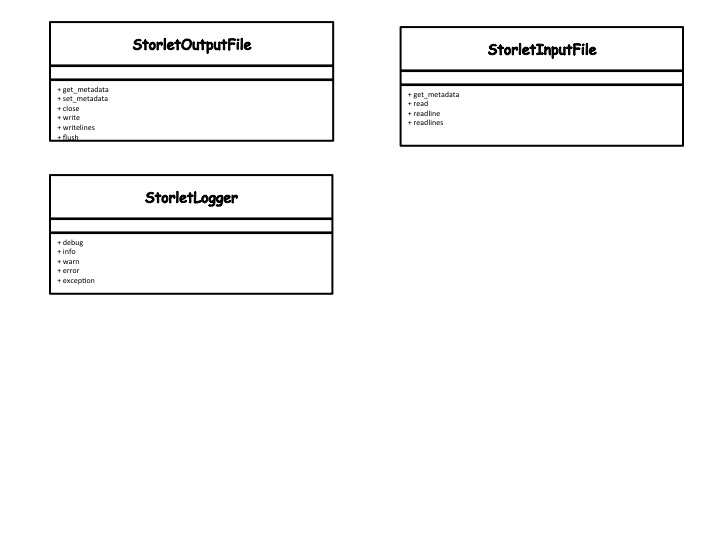 StorletOutputFile
+ get_metadata
+ set_metadata
+ close
+ write
+ writelines
+ flush
StorletInputFile
+ get_metadata
+ read
+ readline
+ readlines
StorletLogger
+ debug
+ info
+ warn
+ error
+ exception